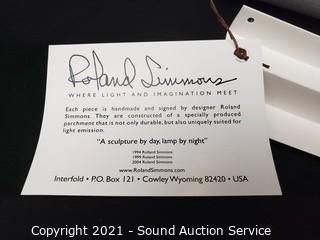 Roland Simmons
WHERE LIGHT AND IMAGINATION MEET
Each piece is handmade and signed by designer Roland
Simmons. They are constructed of a specially produced
parchment that is not only durable, but also uniquely suited for
light emission.
"A sculpture by day, lamp by night"
1994 Roland Simmons
1999 Roland Simmons
2004 Roland Simmons
www.RolandSimmons.com
Interfold • P.O. Box 121 • Cowley Wyoming 82420 • USA
Copyright 2021 - Sound Auction Service